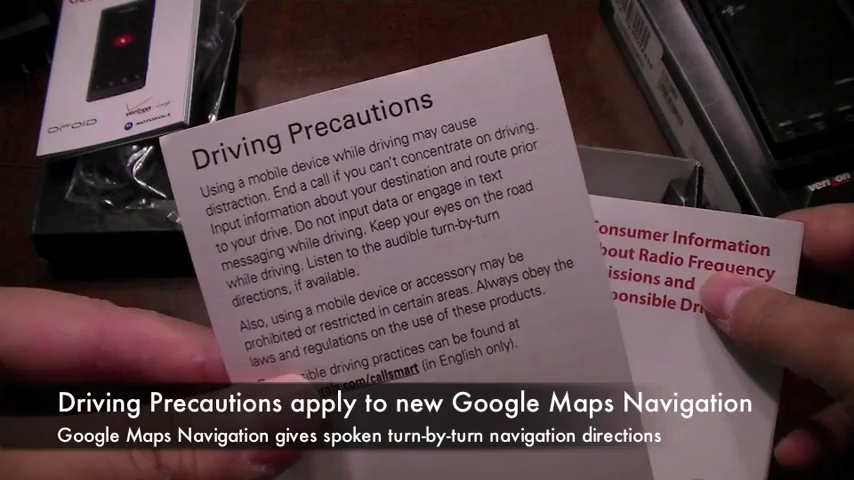 DROID
verizon
MOTOROLA
Driving Precautions
Using a mobile device while driving may cause
distraction. End a call if you can't concentrate on driving.
Input information about your destination and route prior
to your drive. Do not input data or engage in text
messaging while driving. Keep your eyes on the road
while driving. Listen to the audible turn-by-turn
directions, if available.
Also, using a mobile device or accessory may be
prohibited or restricted in certain areas. Always obey the
laws and regulations on the use of these products.
driving practices can be found at
.com/callsmart (in English only).
verizon
Consumer Information
About Radio Frequency
and
Driving Precautions apply to new Google Maps Navigation
Google Maps Navigation gives spoken turn-by-turn navigation directions